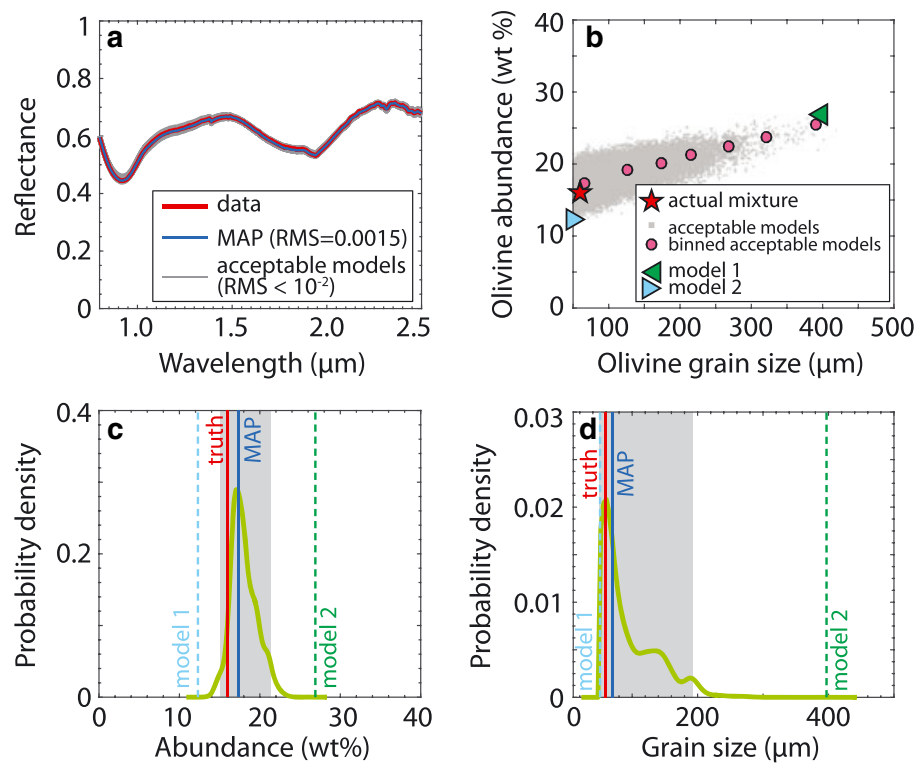 a
1
0.8
0.6
0.4
0.2
0
1.0
1.5
2.0
2.5
Reflectance
Wavelength (μm)
data
MAP (RMS=0.0015)
acceptable models
(RMS < 10⁻²)
b
40
30
20
10
0
100
200
300
400
500
Olivine abundance (wt %)
Olivine grain size (μm)
actual mixture
acceptable models
binned acceptable models
model 1
model 2
c
0.4
0.2
0
0
10
20
30
40
Probability density
Abundance (wt%)
model 1
truth
MAP
model 2
d
0.03
0.02
0.01
0
0
200
400
Probability density
Grain size (μm)
model 1
truth
MAP
model 2